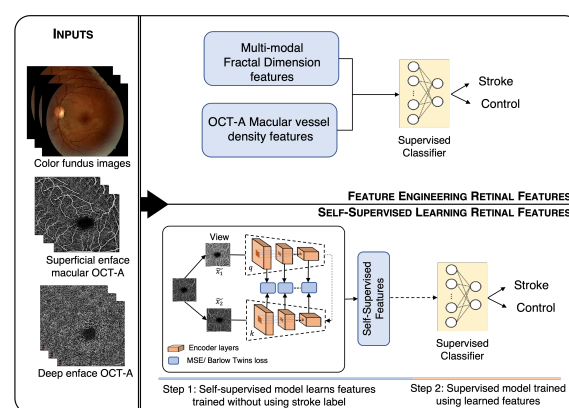 INPUTS
Color fundus images
Superficial enface
macular OCT-A
Deep enface OCT-A
Multi-modal
Fractal Dimension
features
OCT-A Macular vessel
density features
Supervised
Classifier
Stroke
Control
FEATURE ENGINEERING RETINAL FEATURES
SELF-SUPERVISED LEARNING RETINAL FEATURES
View
q
k
Encoder layers
MSE/ Barlow Twins loss
Self-Supervised
Features
Supervised
Classifier
Stroke
Control
Step 1: Self-supervised model learns features
trained without using stroke label
Step 2: Supervised model trained
using learned features